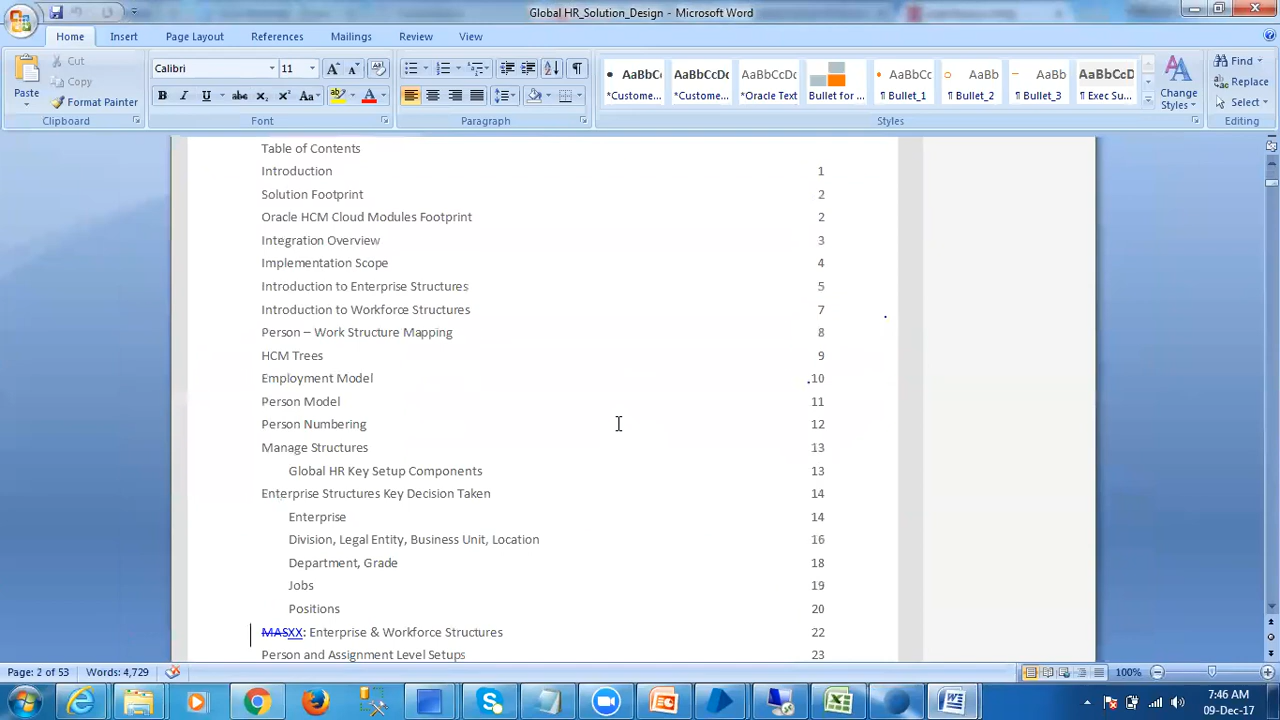 Global HR_Solution_Design - Microsoft Word
Home Insert Page Layout References Mailings Review View
Paste
Cut
Copy
Format Painter
Clipboard
Calibri 11
B I U abc X₂ X² Aa
Font
Paragraph
AaBbC AaBbCcDc AaBbCcDc AaBbCc AaBb AaBb AaBbCcD
*Custome... *Custome... *Oracle Text Bullet for ... ¶ Bullet_1 ¶ Bullet_2 ¶ Bullet_3 ¶ Exec Su...
Change Styles
Styles
Find
Replace
Select
Editing
Table of Contents
Introduction 1
Solution Footprint 2
Oracle HCM Cloud Modules Footprint 2
Integration Overview 3
Implementation Scope 4
Introduction to Enterprise Structures 5
Introduction to Workforce Structures 7
Person – Work Structure Mapping 8
HCM Trees 9
Employment Model 10
Person Model 11
Person Numbering 12
Manage Structures 13
Global HR Key Setup Components 13
Enterprise Structures Key Decision Taken 14
Enterprise 14
Division, Legal Entity, Business Unit, Location 16
Department, Grade 18
Jobs 19
Positions 20
MASXX: Enterprise & Workforce Structures 22
Person and Assignment Level Setups 23
Page: 2 of 53 Words: 4,729 100%
7:46 AM
09-Dec-17